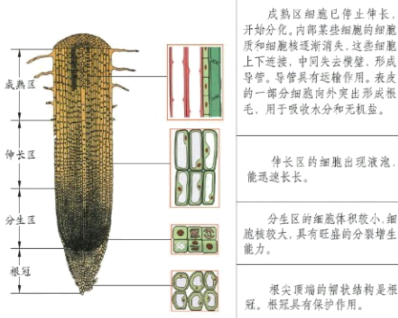 成熟区
伸长区
分生区
根冠
成熟区细胞已停止伸长，
开始分化。内部某些细胞的细胞
质和细胞核逐渐消失，这些细胞
上下连接，中间失去横壁，形成
导管。导管具有运输作用。表皮
的一部分细胞向外突出形成根
毛，用于吸收水分和无机盐。
伸长区的细胞出现液泡，
能迅速长长。
分生区的细胞体积较小，细
胞核较大，具有旺盛的分裂增生
能力。
根尖顶端的帽状结构是根
冠。根冠具有保护作用。